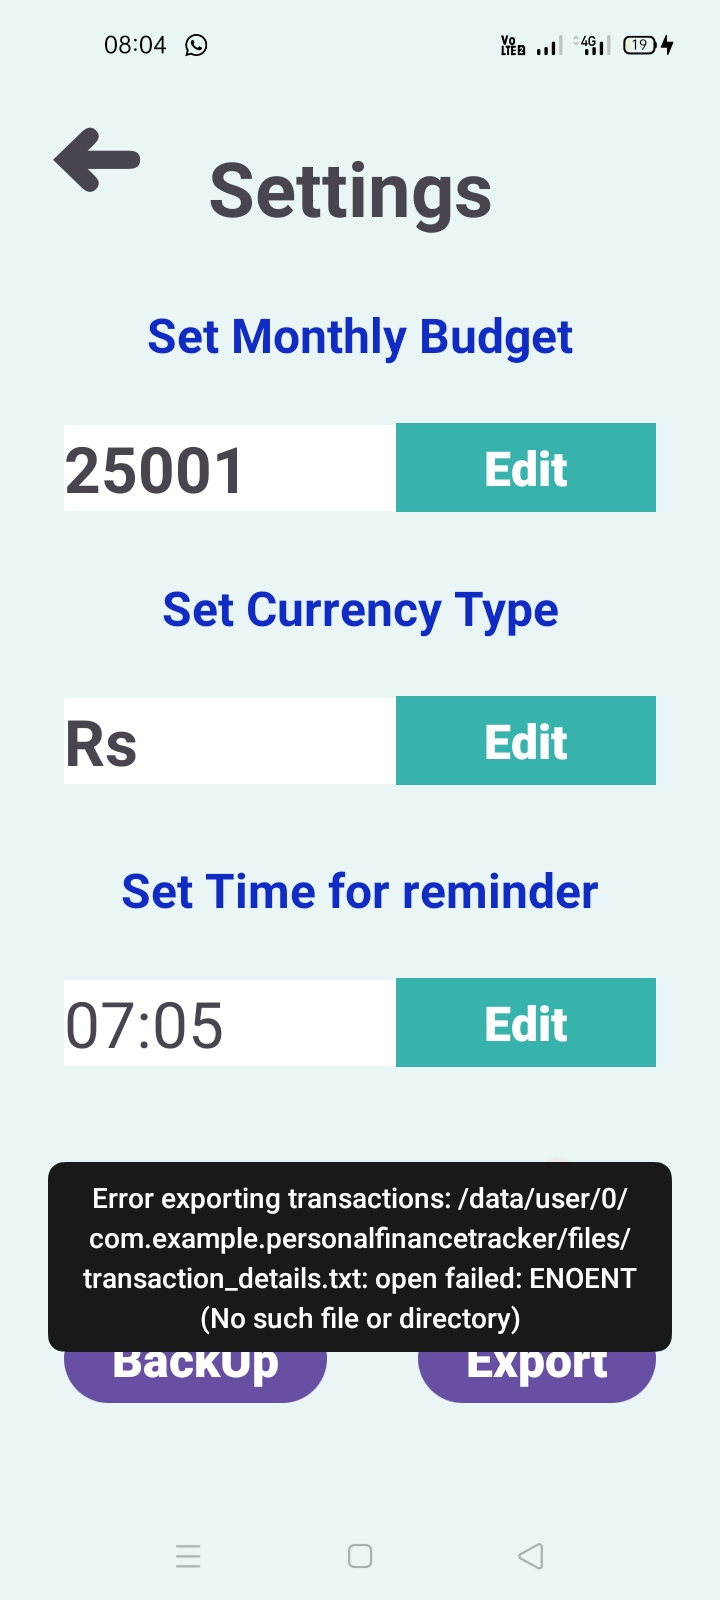 08:04
Vo
LTE2 4G 19
Settings
Set Monthly Budget
25001 Edit
Set Currency Type
Rs Edit
Set Time for reminder
07:05 Edit
Error exporting transactions: /data/user/0/
com.example.personalfinancetracker/files/
transaction_details.txt: open failed: ENOENT
(No such file or directory)
BackUp Export